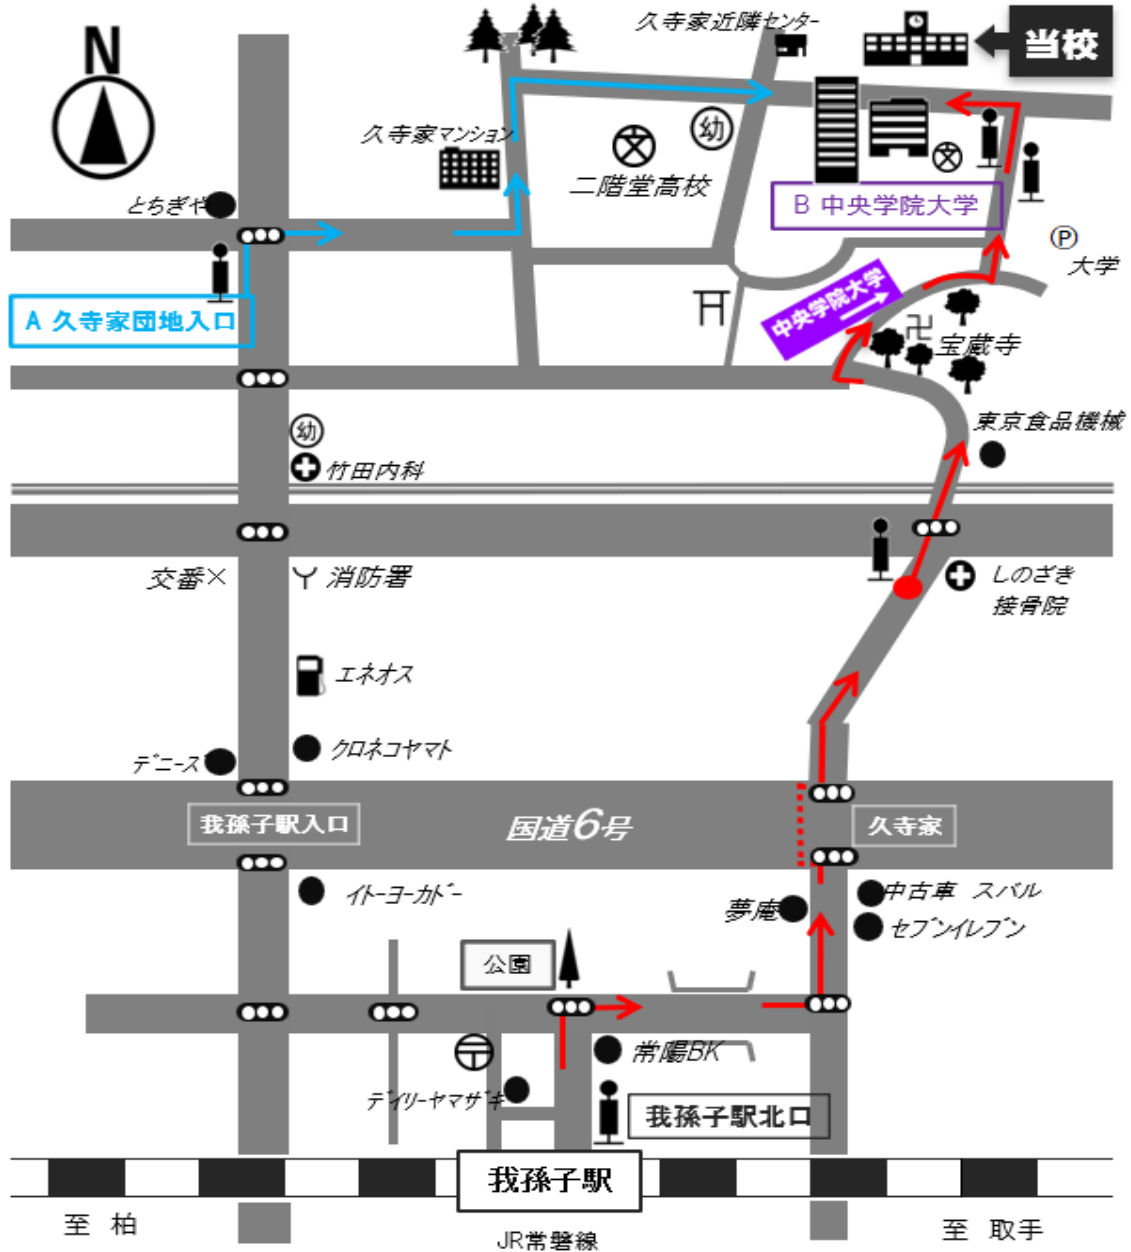 N
久寺家近隣センター
当校
久寺家マンション
幼
文
二階堂高校
文
とちぎや
B 中央学院大学
P
大学
中央学院大学
A 久寺家団地入口
卍
宝蔵寺
東京食品機械
幼
竹田内科
交番×
消防署
しのざき
接骨院
エネオス
デニーズ
クロネコヤマト
我孫子駅入口
国道6号
久寺家
イトーヨーカドー
夢庵
中古車 スバル
セブンイレブン
公園
〒
常陽BK
デイリーヤマザキ
我孫子駅北口
我孫子駅
至 柏
至 取手
JR常磐線